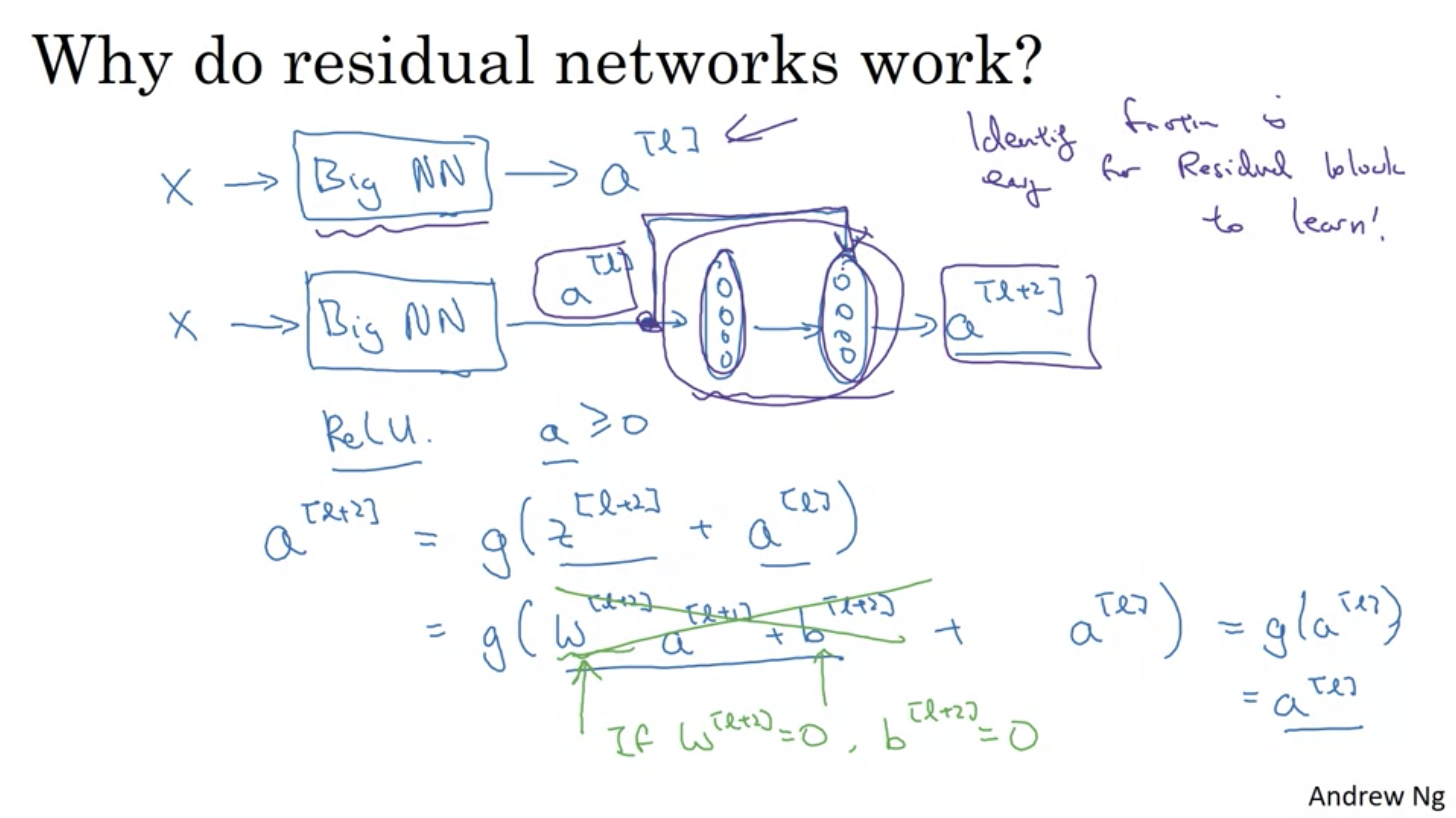 Why do residual networks work?
X → Big NN → a^[l]
Identity function is
easy for Residual block
to learn!
X → Big NN a^[l] → → a^[l+2]
ReLU. a ≥ 0
a^[l+2] = g(z^[l+2] + a^[l])
= g(W^[l+2] a^[l+1] + b^[l+2] + a^[l]) = g(a^[l])
= a^[l]
If W^[l+2] = 0, b^[l+2] = 0
Andrew Ng